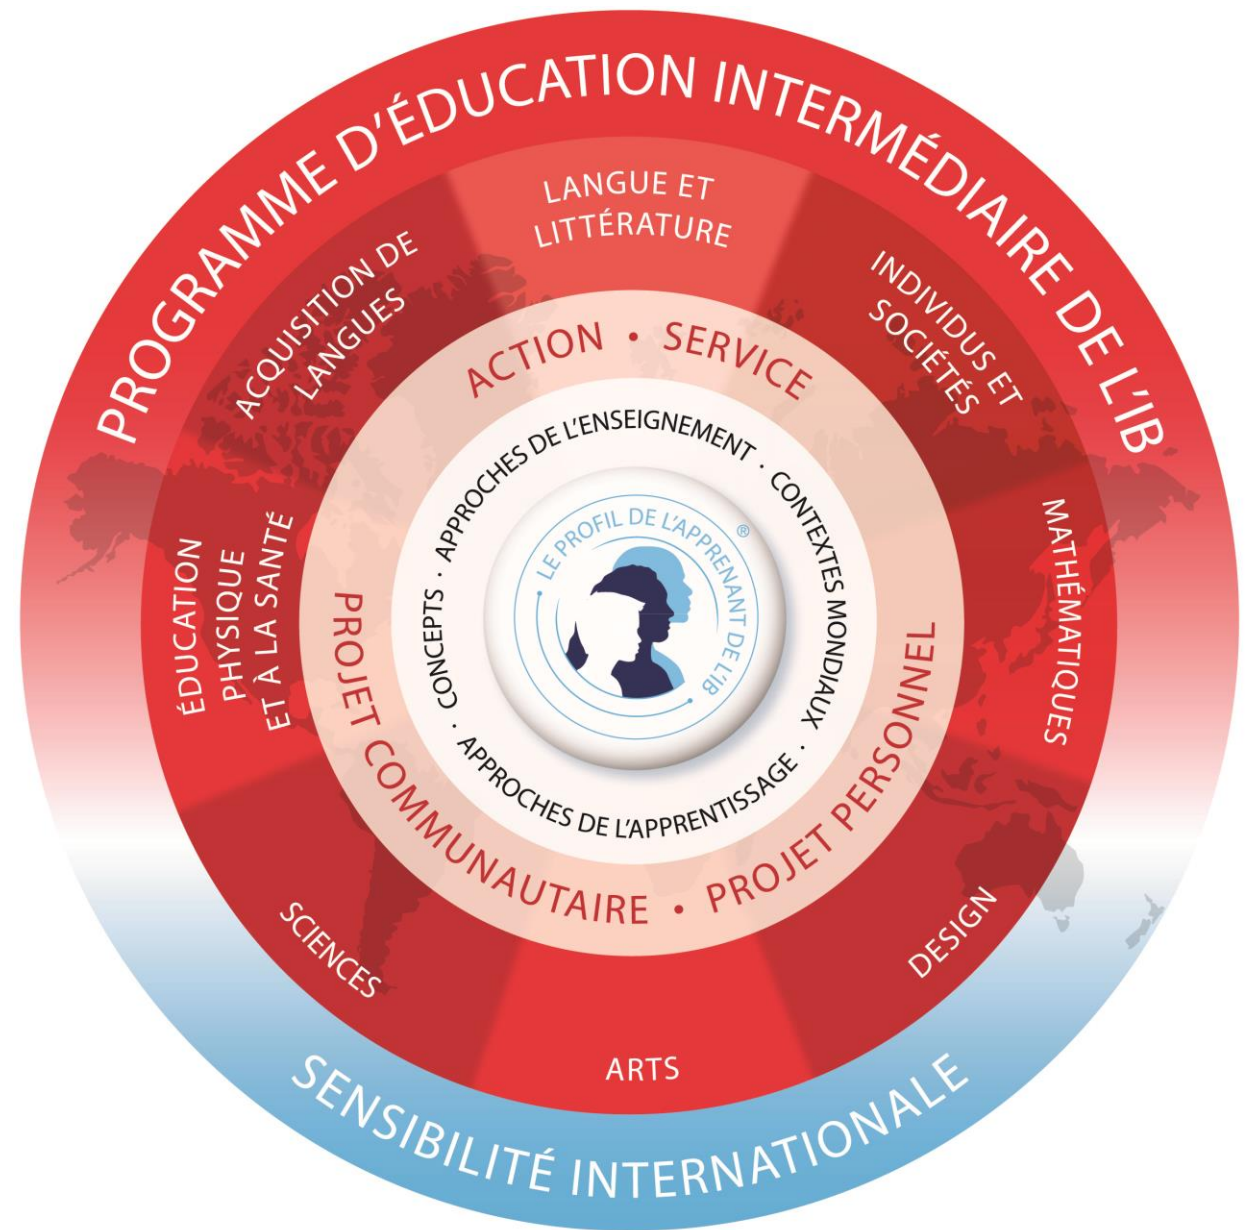 PROGRAMME D'ÉDUCATION INTERMÉDIAIRE DE L'IB
LANGUE ET
LITTÉRATURE
INDIVIDUS ET
SOCIÉTÉS
MATHÉMATIQUES
DESIGN
ARTS
SCIENCES
ÉDUCATION
PHYSIQUE
ET À LA SANTÉ
ACQUISITION DE
LANGUES
ACTION • SERVICE
PROJET COMMUNAUTAIRE • PROJET PERSONNEL
APPROCHES DE L'ENSEIGNEMENT · CONTEXTES MONDIAUX ·
· CONCEPTS ·
APPROCHES DE L'APPRENTISSAGE ·
• LE PROFIL DE L'APPRENANT DE L'IB •
®
SENSIBILITÉ INTERNATIONALE